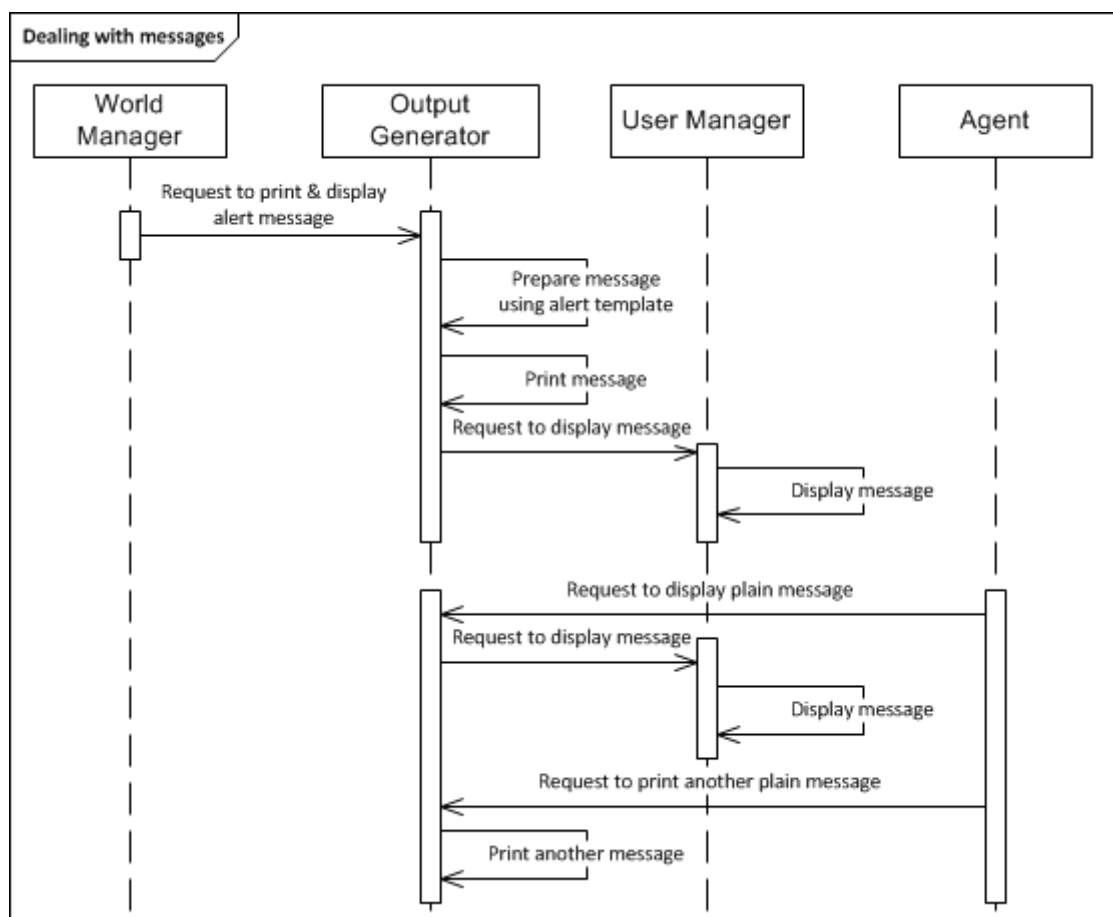 Dealing with messages
World
Manager
Output
Generator
User Manager
Agent
Request to print & display
alert message
Prepare message
using alert template
Print message
Request to display message
Display message
Request to display plain message
Request to display message
Display message
Request to print another plain message
Print another message